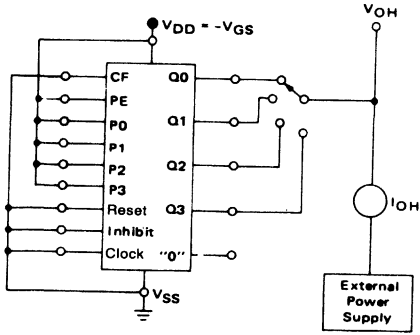 VDD = -VGS
VOH
CF
PE
P0
P1
P2
P3
Reset
Inhibit
Clock
Q0
Q1
Q2
Q3
"0"
VSS
IOH
External
Power
Supply